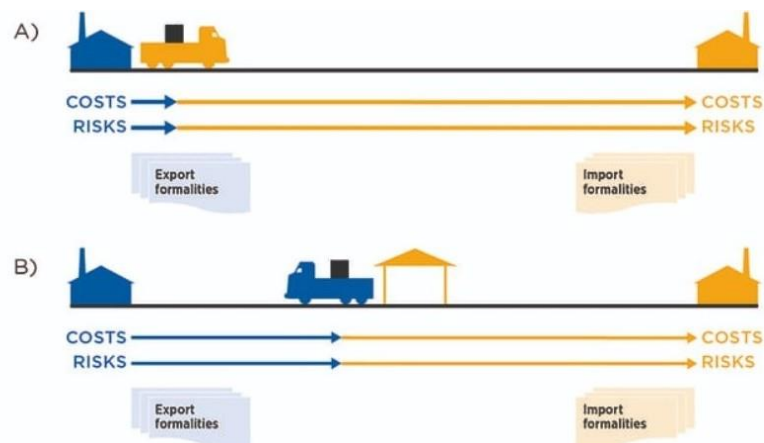 A)
COSTS COSTS
RISKS RISKS
Export
formalities
Import
formalities
B)
COSTS COSTS
RISKS RISKS
Export
formalities
Import
formalities